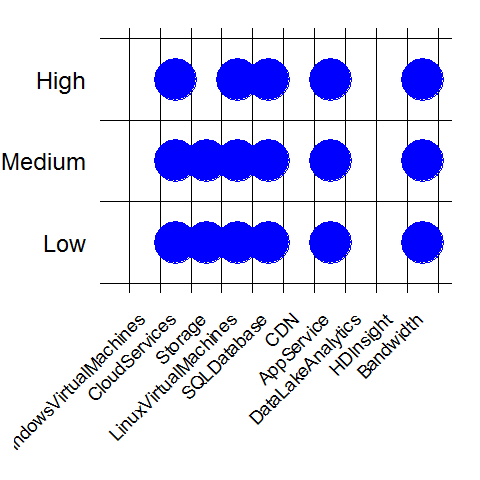 High
Medium
Low
ndowsVirtualMachines
CloudServices
Storage
LinuxVirtualMachines
SQLDatabase
CDN
AppService
DataLakeAnalytics
HDInsight
Bandwidth